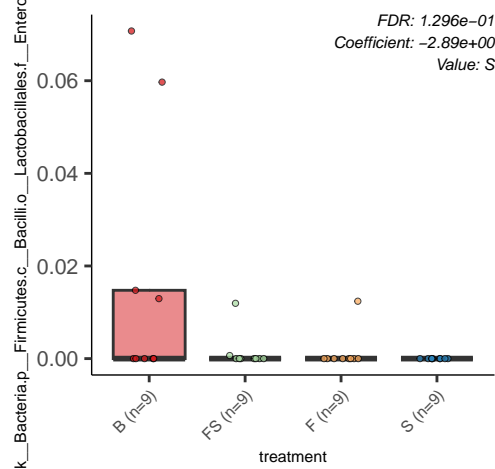 FDR: 1.296e−01
Coefficient: −2.89e+00
Value: S
k__Bacteria.p__Firmicutes.c__Bacilli.o__Lactobacillales.f__Entero
0.06
0.04
0.02
0.00
B (n=9)
FS (n=9)
F (n=9)
S (n=9)
treatment